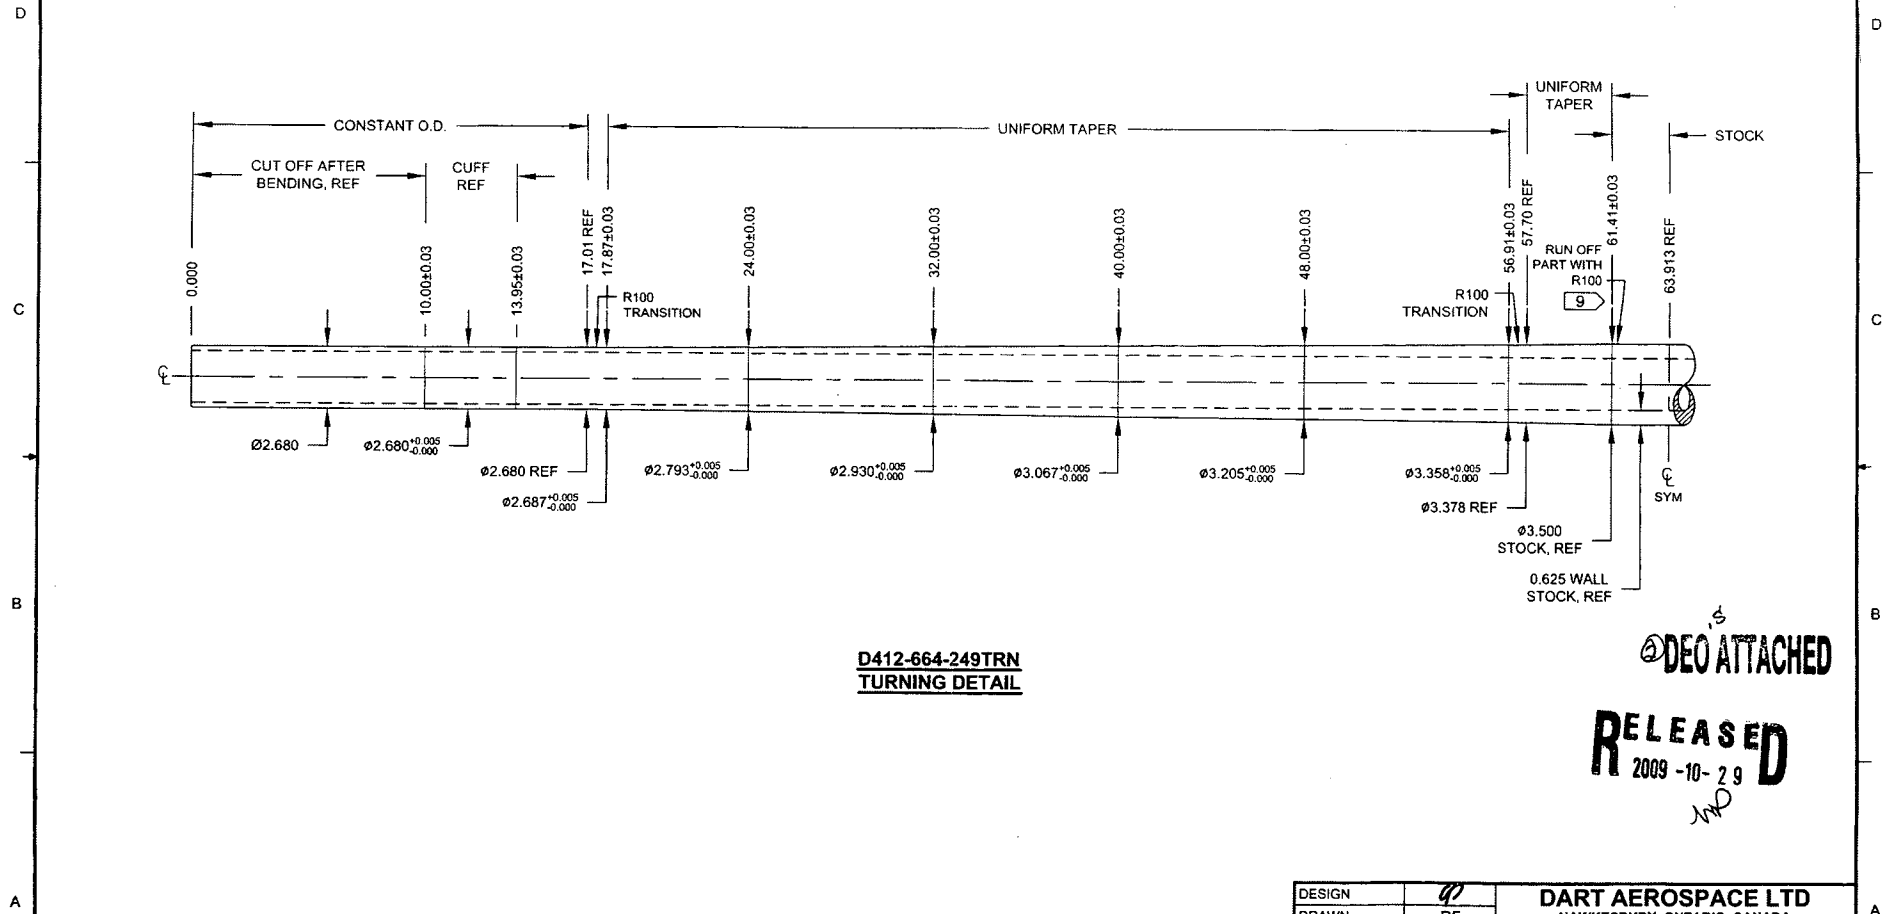 D
D
UNIFORM
TAPER
CONSTANT O.D.
UNIFORM TAPER
STOCK
CUT OFF AFTER
BENDING, REF
CUFF
REF
0.000
10.00±0.03
13.95±0.03
17.01 REF
17.87±0.03
24.00±0.03
32.00±0.03
40.00±0.03
48.00±0.03
56.91±0.03
57.70 REF
61.41±0.03
63.913 REF
RUN OFF
PART WITH
R100
9
R100
TRANSITION
R100
TRANSITION
C
C
℄
Ø2.680
Ø2.680+0.005 -0.000
Ø2.680 REF
Ø2.687+0.005 -0.000
Ø2.793+0.005 -0.000
Ø2.930+0.005 -0.000
Ø3.067+0.005 -0.000
Ø3.205+0.005 -0.000
Ø3.358+0.005 -0.000
Ø3.378 REF
Ø3.500
STOCK, REF
0.625 WALL
STOCK, REF
℄
SYM
B
B
D412-664-249TRN
TURNING DETAIL
2 DEO'S ATTACHED
RELEASED
2009-10-29
A
A
DESIGN
DART AEROSPACE LTD